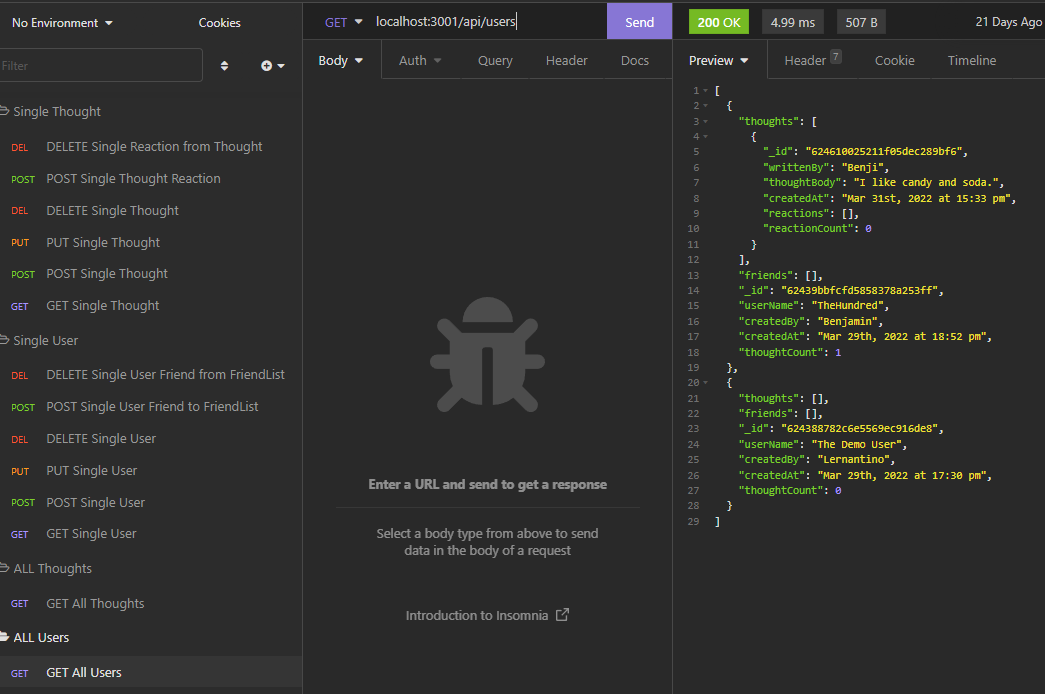 No Environment
Cookies
Filter
Single Thought
DEL DELETE Single Reaction from Thought
POST POST Single Thought Reaction
DEL DELETE Single Thought
PUT PUT Single Thought
POST POST Single Thought
GET GET Single Thought
Single User
DEL DELETE Single User Friend from FriendList
POST POST Single User Friend to FriendList
DEL DELETE Single User
PUT PUT Single User
POST POST Single User
GET GET Single User
ALL Thoughts
GET GET All Thoughts
ALL Users
GET GET All Users
GET localhost:3001/api/users Send
Body Auth Query Header Docs
Enter a URL and send to get a response
Select a body type from above to send
data in the body of a request
Introduction to Insomnia
200 OK 4.99 ms 507 B 21 Days Ago
Preview Header 7 Cookie Timeline
1 [
2 {
3 "thoughts": [
4 {
5 "_id": "624610025211f05dec289bf6",
6 "writtenBy": "Benji",
7 "thoughtBody": "I like candy and soda.",
8 "createdAt": "Mar 31st, 2022 at 15:33 pm",
9 "reactions": [],
10 "reactionCount": 0
11 }
12 ],
13 "friends": [],
14 "_id": "62439bbfcfd5858378a253ff",
15 "userName": "TheHundred",
16 "createdBy": "Benjamin",
17 "createdAt": "Mar 29th, 2022 at 18:52 pm",
18 "thoughtCount": 1
19 },
20 {
21 "thoughts": [],
22 "friends": [],
23 "_id": "624388782c6e5569ec916de8",
24 "userName": "The Demo User",
25 "createdBy": "Lernantino",
26 "createdAt": "Mar 29th, 2022 at 17:30 pm",
27 "thoughtCount": 0
28 }
29 ]